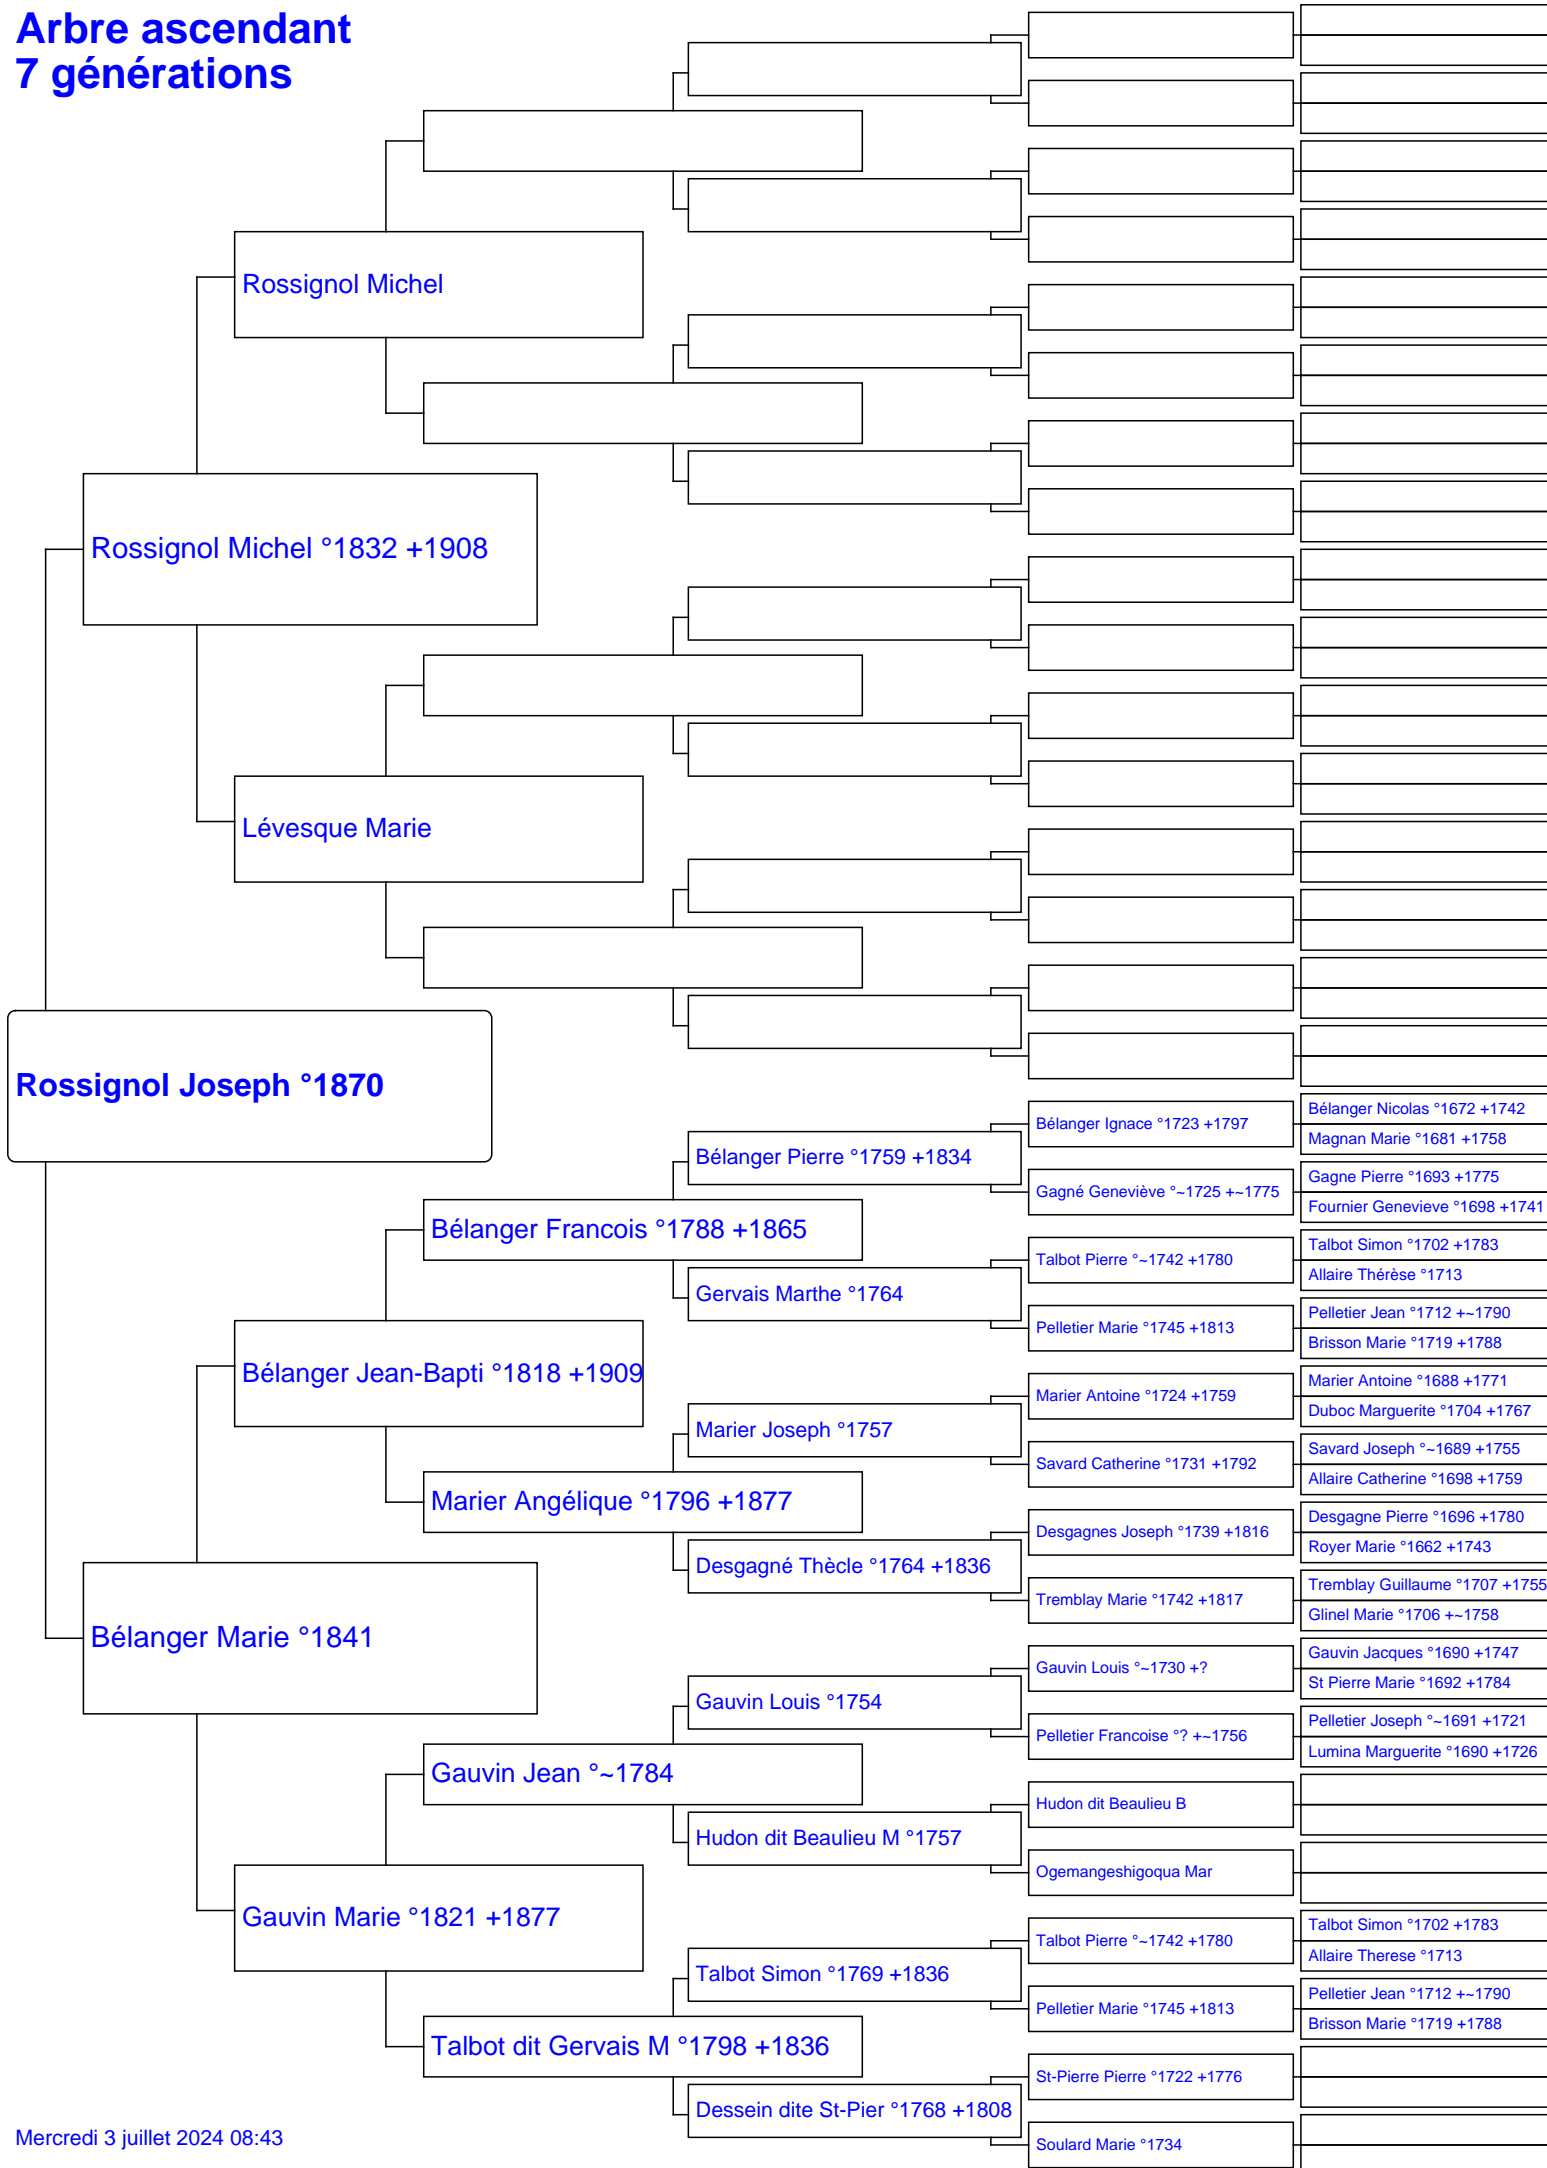 Arbre ascendant
7 générations
Rossignol Michel
Rossignol Michel °1832 +1908
Lévesque Marie
Rossignol Joseph °1870
Bélanger Nicolas °1672 +1742
Bélanger Ignace °1723 +1797
Magnan Marie °1681 +1758
Bélanger Pierre °1759 +1834
Gagne Pierre °1693 +1775
Gagné Geneviève °~1725 +~1775
Fournier Genevieve °1698 +1741
Bélanger Francois °1788 +1865
Talbot Simon °1702 +1783
Talbot Pierre °~1742 +1780
Allaire Thérèse °1713
Gervais Marthe °1764
Pelletier Jean °1712 +~1790
Pelletier Marie °1745 +1813
Brisson Marie °1719 +1788
Bélanger Jean-Bapti °1818 +1909
Marier Antoine °1688 +1771
Marier Antoine °1724 +1759
Duboc Marguerite °1704 +1767
Marier Joseph °1757
Savard Joseph °~1689 +1755
Savard Catherine °1731 +1792
Allaire Catherine °1698 +1759
Marier Angélique °1796 +1877
Desgagne Pierre °1696 +1780
Desgagnes Joseph °1739 +1816
Royer Marie °1662 +1743
Desgagné Thècle °1764 +1836
Tremblay Guillaume °1707 +1755
Tremblay Marie °1742 +1817
Glinel Marie °1706 +~1758
Bélanger Marie °1841
Gauvin Jacques °1690 +1747
Gauvin Louis °~1730 +?
St Pierre Marie °1692 +1784
Gauvin Louis °1754
Pelletier Joseph °~1691 +1721
Pelletier Francoise °? +~1756
Lumina Marguerite °1690 +1726
Gauvin Jean °~1784
Hudon dit Beaulieu B
Hudon dit Beaulieu M °1757
Ogemangeshigoqua Mar
Gauvin Marie °1821 +1877
Talbot Simon °1702 +1783
Talbot Pierre °~1742 +1780
Allaire Therese °1713
Talbot Simon °1769 +1836
Pelletier Jean °1712 +~1790
Pelletier Marie °1745 +1813
Brisson Marie °1719 +1788
Talbot dit Gervais M °1798 +1836
St-Pierre Pierre °1722 +1776
Dessein dite St-Pier °1768 +1808
Soulard Marie °1734
Mercredi 3 juillet 2024 08:43